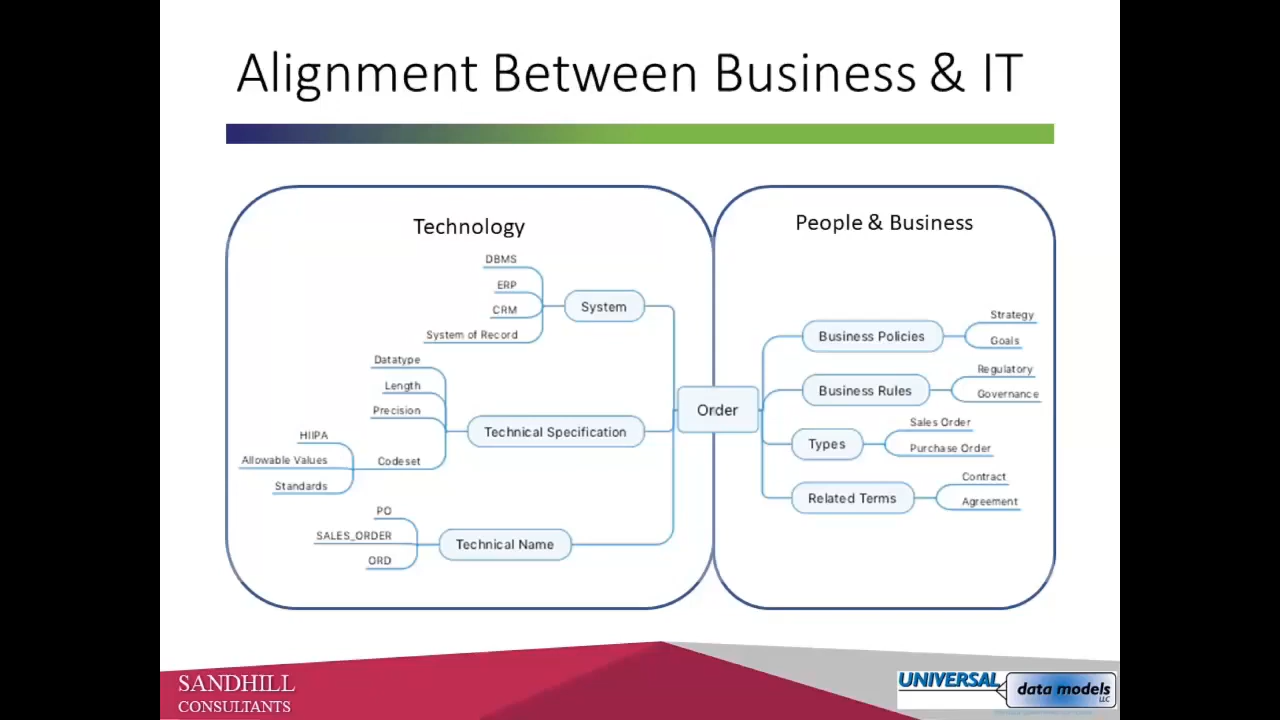 Alignment Between Business & IT
Technology
DBMS
ERP
CRM
System of Record
System
Datatype
Length
Precision
Codeset
HIIPA
Allowable Values
Standards
Technical Specification
PO
SALES_ORDER
ORD
Technical Name
Order
People & Business
Business Policies
Strategy
Goals
Business Rules
Regulatory
Governance
Types
Sales Order
Purchase Order
Related Terms
Contract
Agreement
SANDHILL
CONSULTANTS
UNIVERSAL
data models
LLC